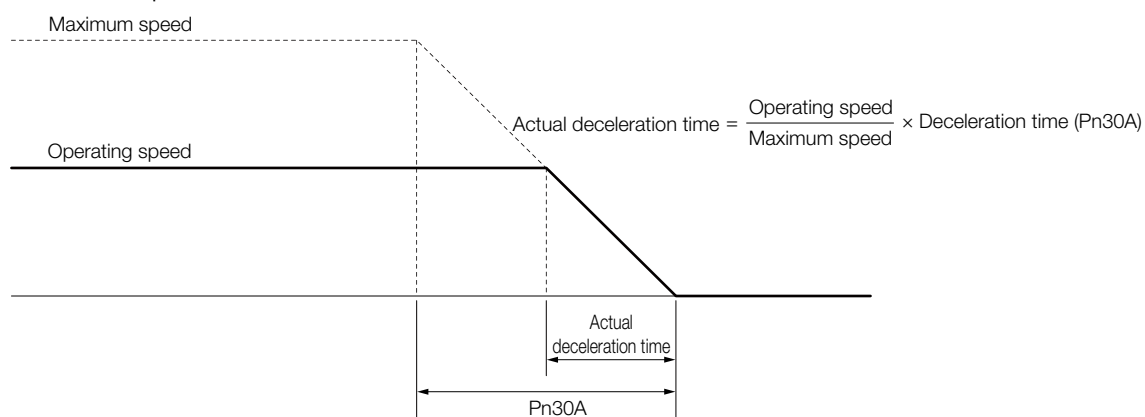 Maximum speed
Actual deceleration time = Operating speed / Maximum speed × Deceleration time (Pn30A)
Operating speed
Actual
deceleration time
Pn30A